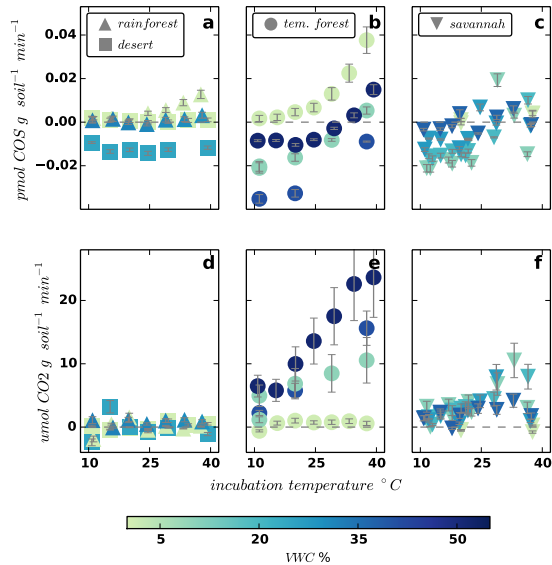 a
rainforest
desert
b
tem. forest
c
savannah
pmol COS g soil⁻¹ min⁻¹
0.04
0.02
0.00
−0.02
d
e
f
umol CO2 g soil⁻¹ min⁻¹
20
10
0
10 25 40
10 25 40
10 25 40
incubation temperature °C
5 20 35 50
VWC %